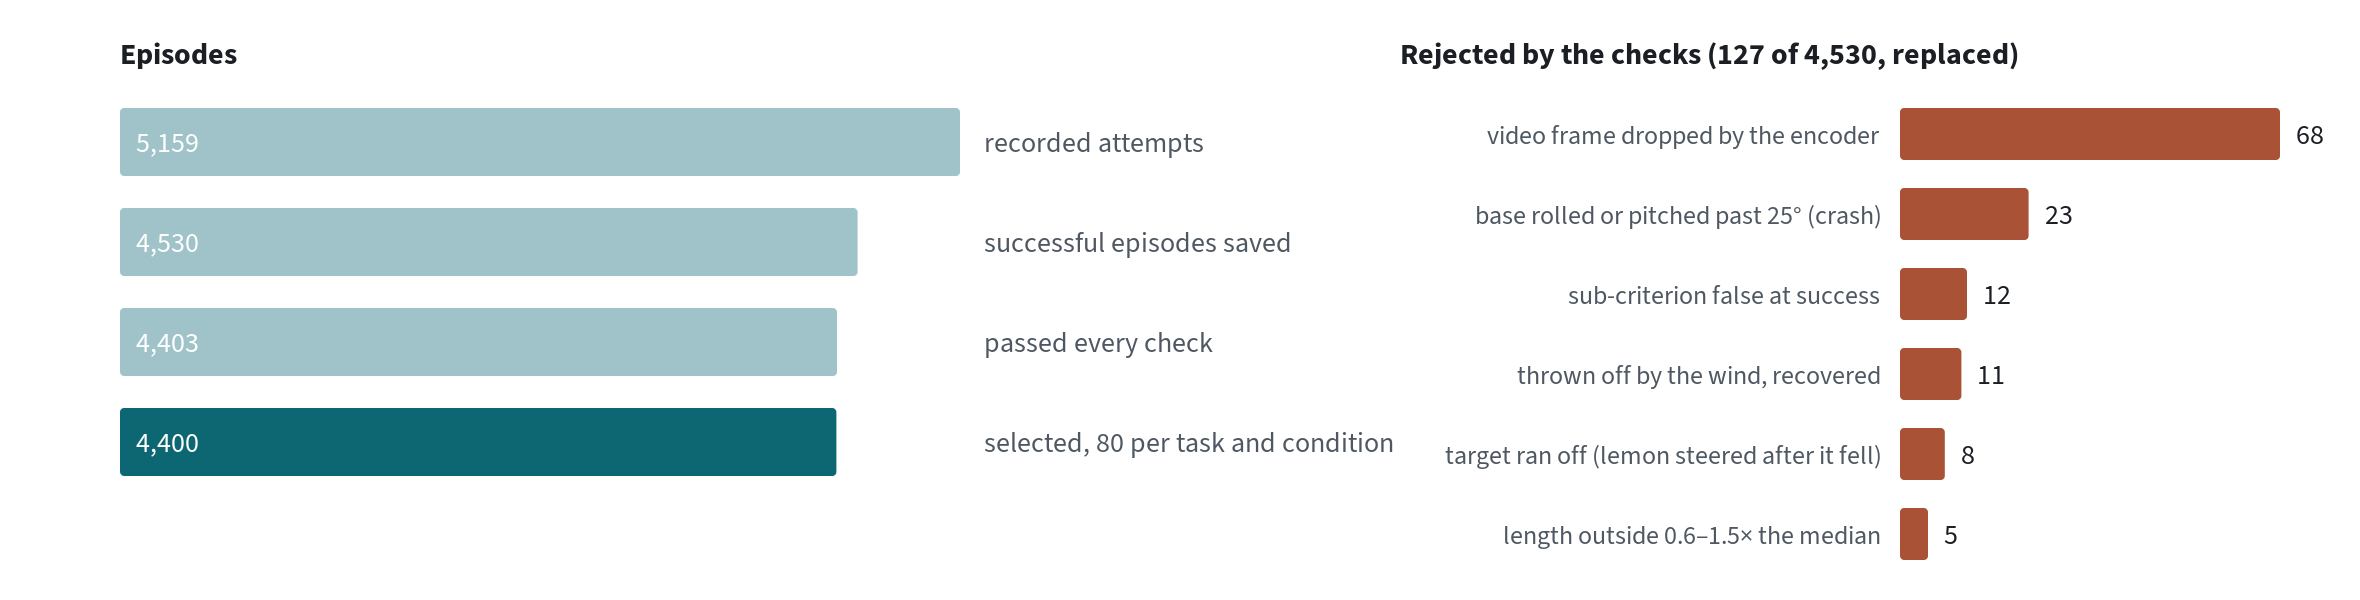 Episodes
5,159 recorded attempts
4,530 successful episodes saved
4,403 passed every check
4,400 selected, 80 per task and condition
Rejected by the checks (127 of 4,530, replaced)
video frame dropped by the encoder 68
base rolled or pitched past 25° (crash) 23
sub-criterion false at success 12
thrown off by the wind, recovered 11
target ran off (lemon steered after it fell) 8
length outside 0.6–1.5× the median 5